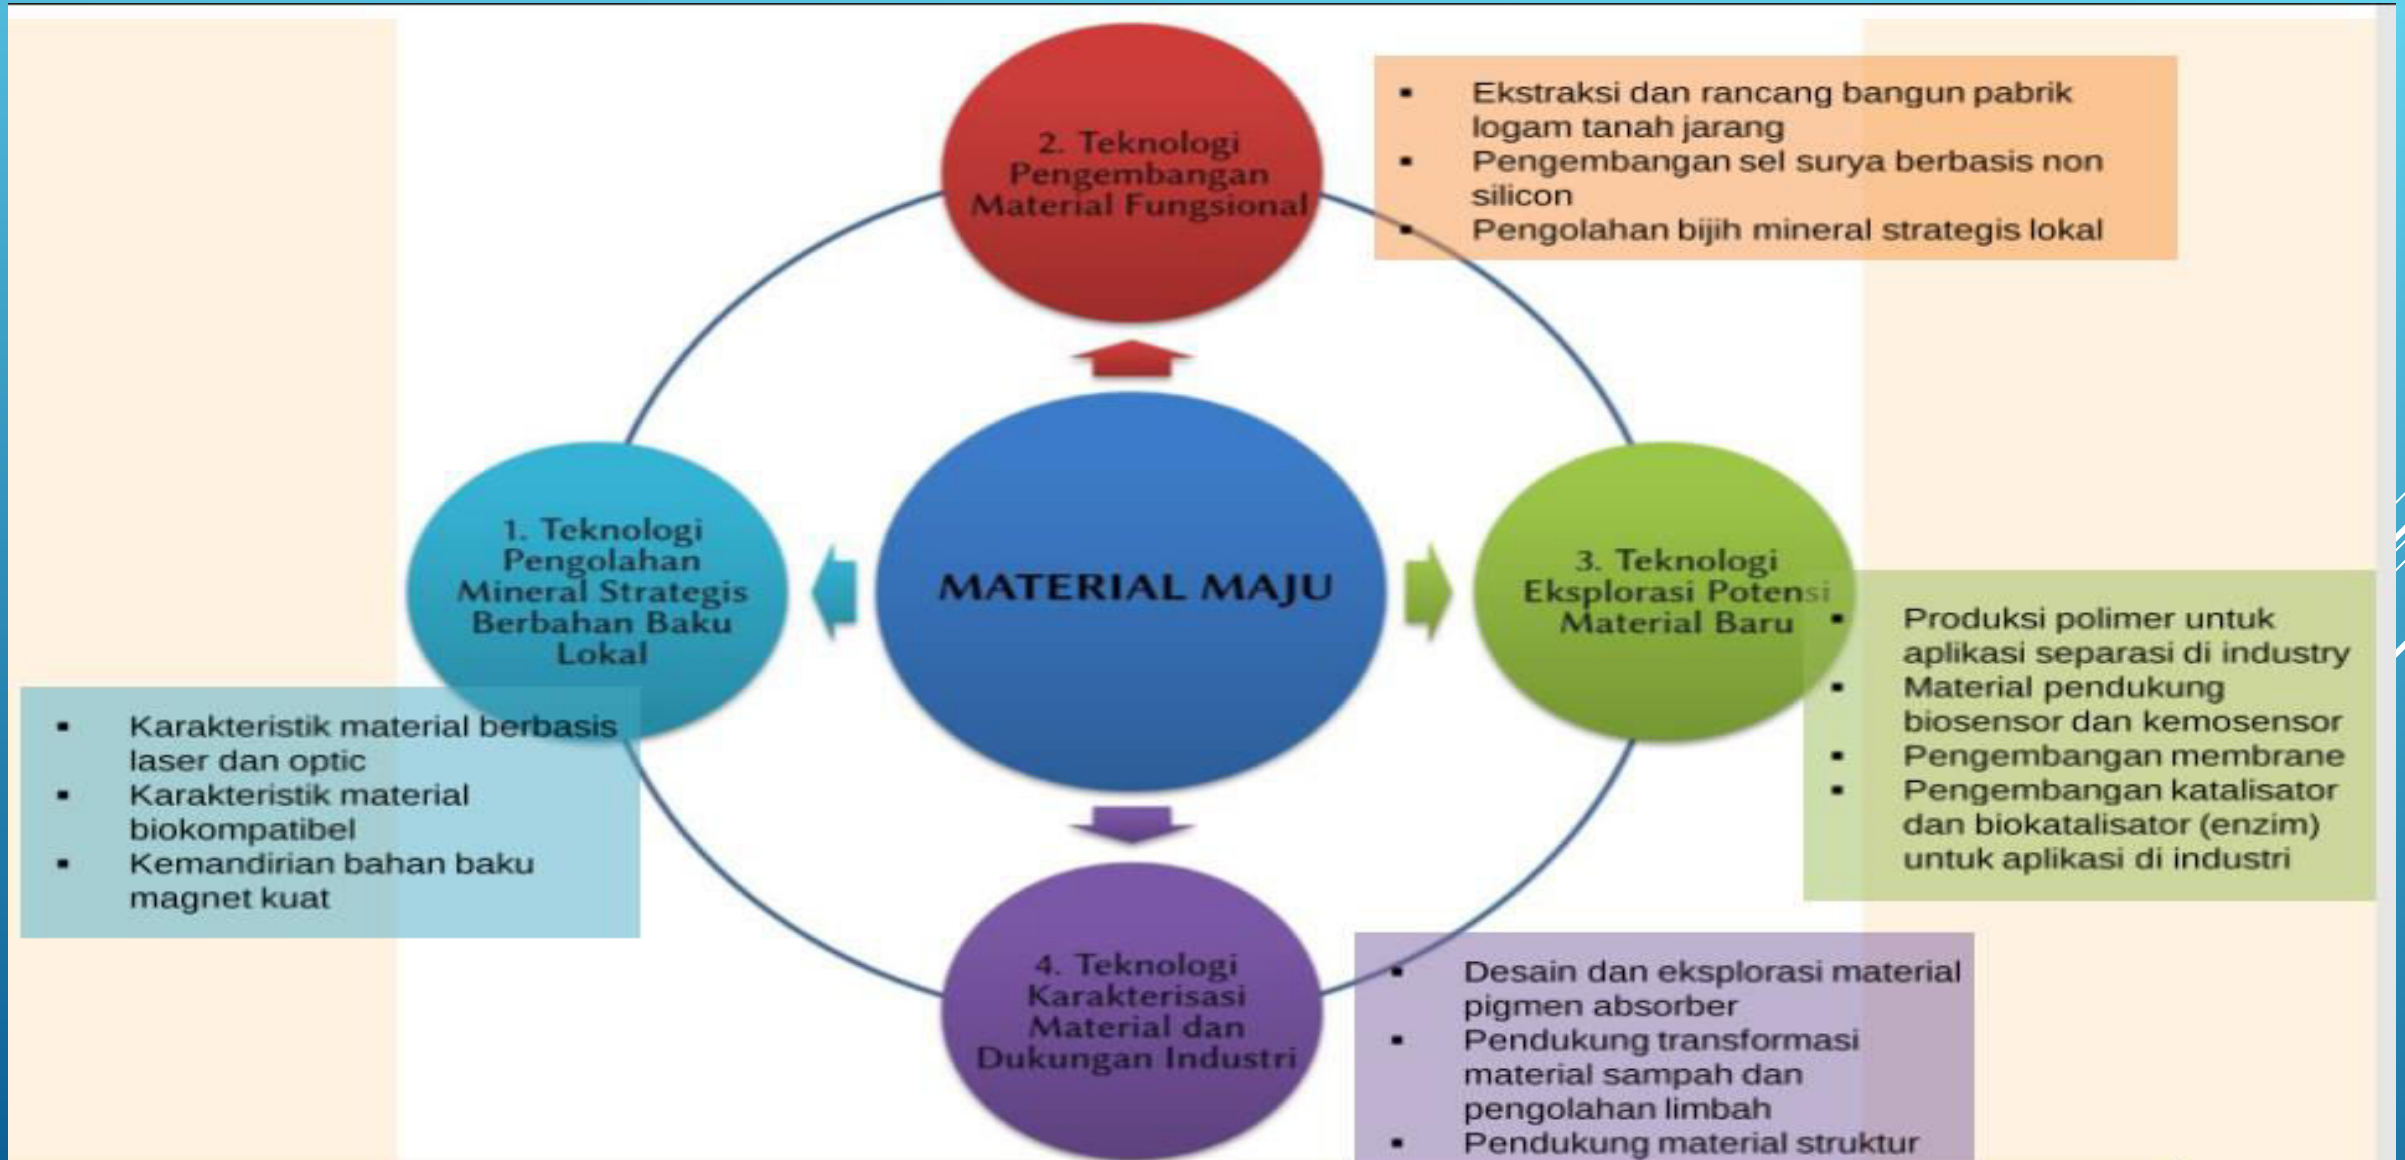 2. Teknologi
Pengembangan
Material Fungsional
▪ Ekstraksi dan rancang bangun pabrik
logam tanah jarang
▪ Pengembangan sel surya berbasis non
silicon
▪ Pengolahan bijih mineral strategis lokal
1. Teknologi
Pengolahan
Mineral Strategis
Berbahan Baku
Lokal
MATERIAL MAJU
3. Teknologi
Eksplorasi Potensi
Material Baru
▪ Produksi polimer untuk
aplikasi separasi di industry
▪ Material pendukung
biosensor dan kemosensor
▪ Pengembangan membrane
▪ Pengembangan katalisator
dan biokatalisator (enzim)
untuk aplikasi di industri
▪ Karakteristik material berbasis
laser dan optic
▪ Karakteristik material
biokompatibel
▪ Kemandirian bahan baku
magnet kuat
4. Teknologi
Karakterisasi
Material dan
Dukungan Industri
▪ Desain dan eksplorasi material
pigmen absorber
▪ Pendukung transformasi
material sampah dan
pengolahan limbah
▪ Pendukung material struktur